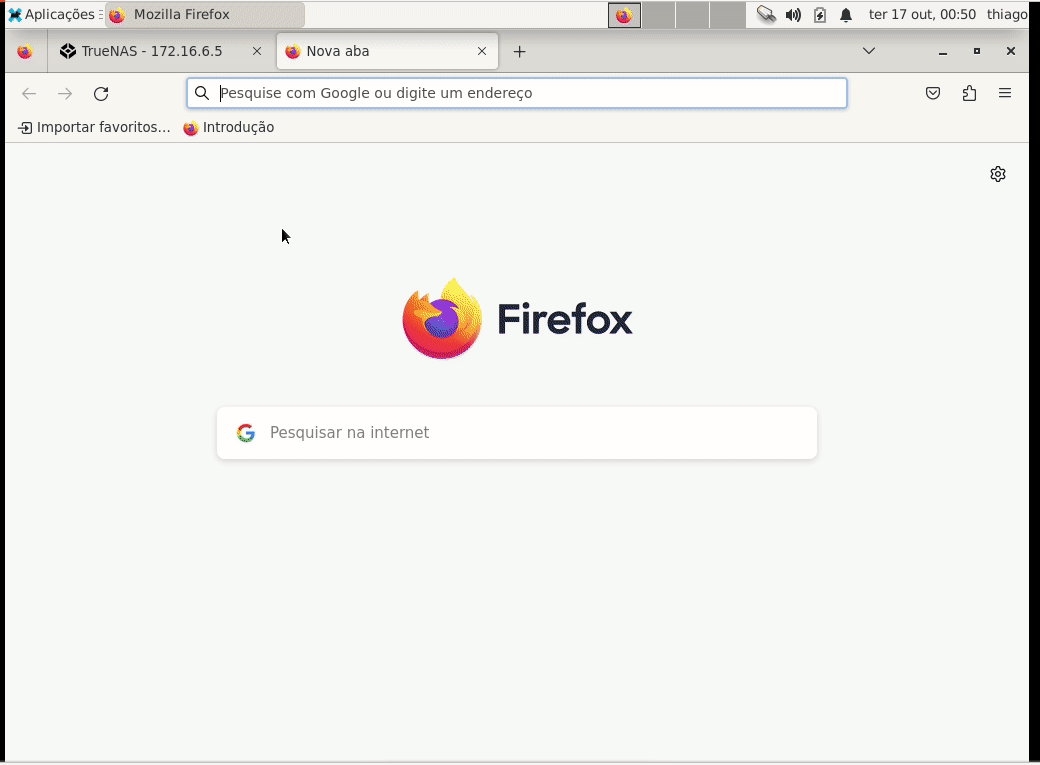 Aplicações Mozilla Firefox ter 17 out, 00:50 thiago
TrueNAS - 172.16.6.5 Nova aba
Pesquise com Google ou digite um endereço
Importar favoritos... Introdução
Firefox
Pesquisar na internet